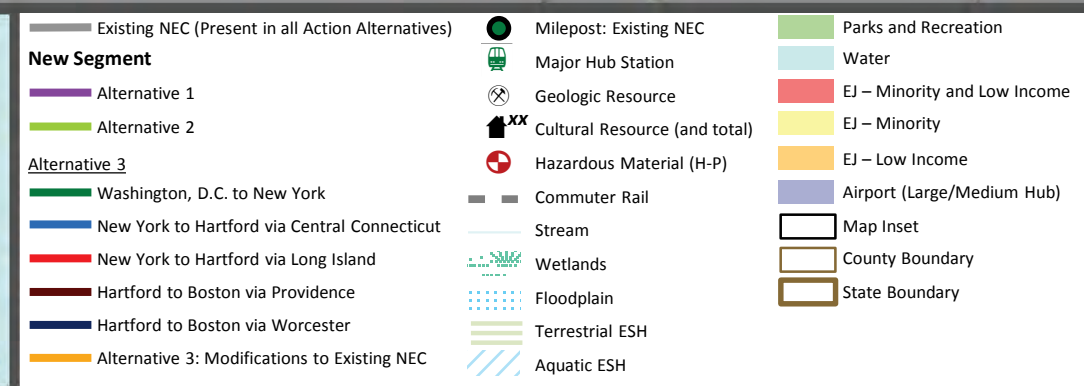 Existing NEC (Present in all Action Alternatives)
New Segment
Alternative 1
Alternative 2
Alternative 3
Washington, D.C. to New York
New York to Hartford via Central Connecticut
New York to Hartford via Long Island
Hartford to Boston via Providence
Hartford to Boston via Worcester
Alternative 3: Modifications to Existing NEC
Milepost: Existing NEC
Major Hub Station
Geologic Resource
xx Cultural Resource (and total)
Hazardous Material (H-P)
Commuter Rail
Stream
Wetlands
Floodplain
Terrestrial ESH
Aquatic ESH
Parks and Recreation
Water
EJ – Minority and Low Income
EJ – Minority
EJ – Low Income
Airport (Large/Medium Hub)
Map Inset
County Boundary
State Boundary